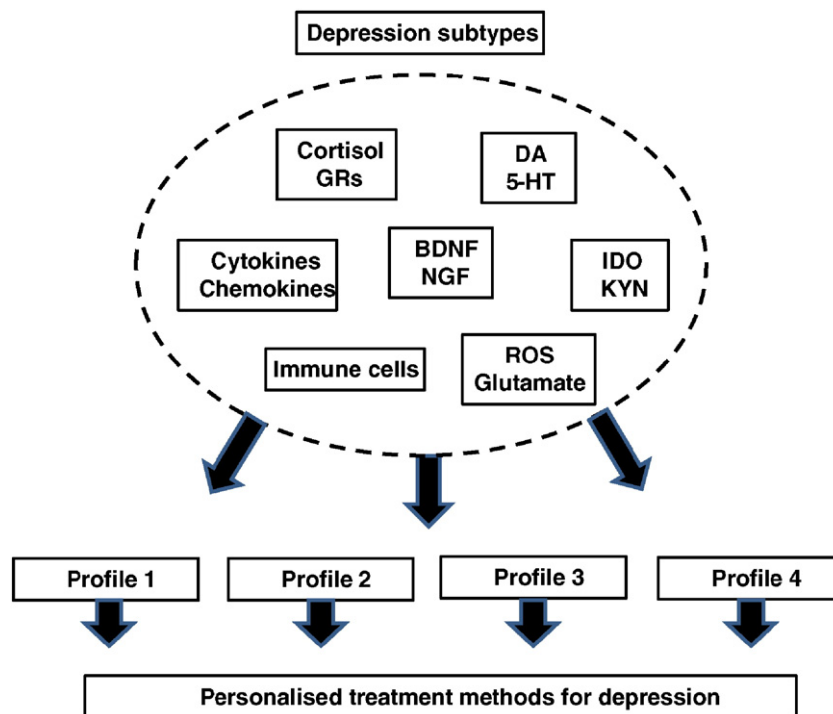 Depression subtypes
Cortisol
GRs
DA
5-HT
Cytokines
Chemokines
BDNF
NGF
IDO
KYN
Immune cells
ROS
Glutamate
Profile 1
Profile 2
Profile 3
Profile 4
Personalised treatment methods for depression